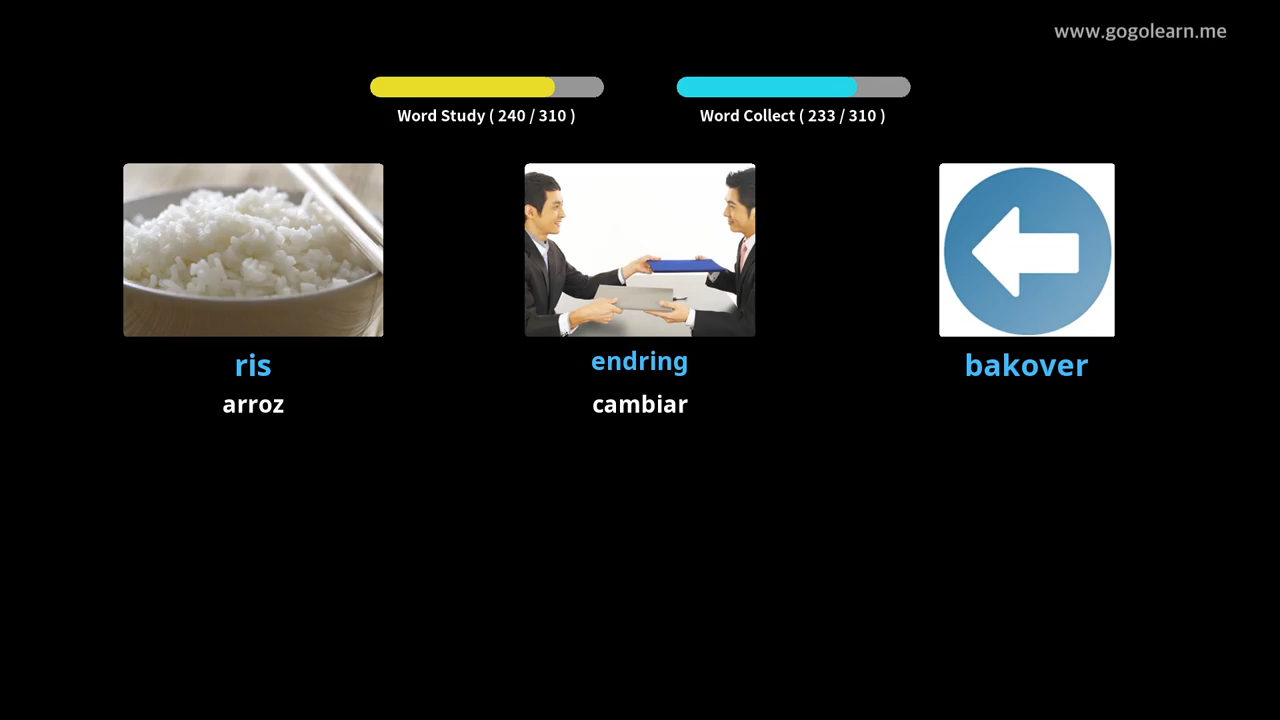 www.gogolearn.me
Word Study ( 240 / 310 )
Word Collect ( 233 / 310 )
ris
endring
bakover
arroz
cambiar